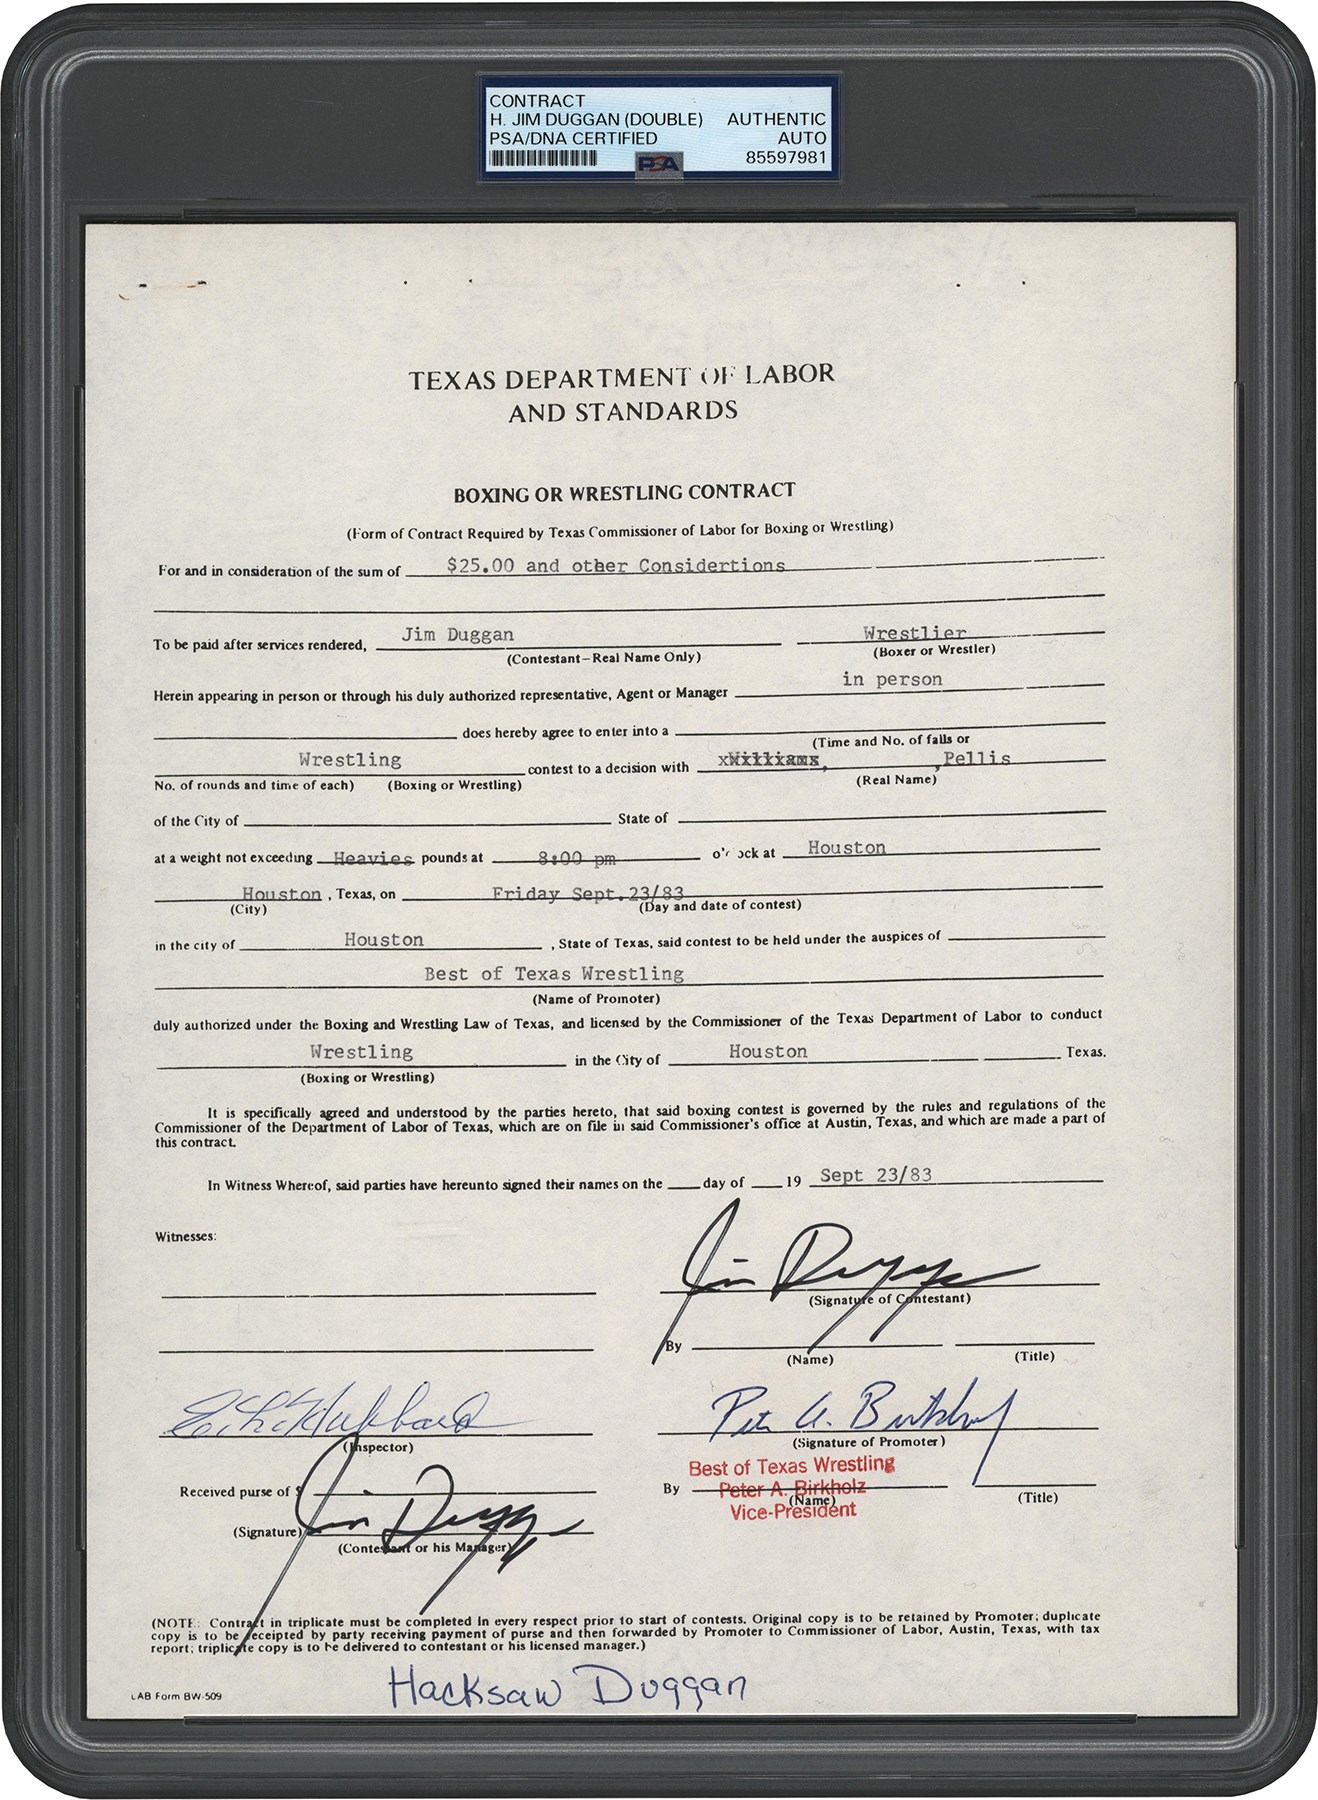 CONTRACT
H. JIM DUGGAN (DOUBLE) AUTHENTIC
PSA/DNA CERTIFIED AUTO
PSA 85597981
TEXAS DEPARTMENT OF LABOR
AND STANDARDS
BOXING OR WRESTLING CONTRACT
(Form of Contract Required by Texas Commissioner of Labor for Boxing or Wrestling)
For and in consideration of the sum of $25.00 and other Considertions
To be paid after services rendered, Jim Duggan Wrestlier
(Contestant—Real Name Only) (Boxer or Wrestler)
Herein appearing in person or through his duly authorized representative, Agent or Manager in person
does hereby agree to enter into a
(Time and No. of falls or
Wrestling contest to a decision with xWilliamx, ,Pellis
No. of rounds and time of each) (Boxing or Wrestling) (Real Name)
of the City of State of
at a weight not exceeding Heavies pounds at 8:00 pm o'clock at Houston
Houston , Texas, on Friday Sept.23/83
(City) (Day and date of contest)
in the city of Houston , State of Texas, said contest to be held under the auspices of
Best of Texas Wrestling
(Name of Promoter)
duly authorized under the Boxing and Wrestling Law of Texas, and licensed by the Commissioner of the Texas Department of Labor to conduct
Wrestling in the City of Houston Texas.
(Boxing or Wrestling)
It is specifically agreed and understood by the parties hereto, that said boxing contest is governed by the rules and regulations of the
Commissioner of the Department of Labor of Texas, which are on file in said Commissioner's office at Austin, Texas, and which are made a part of
this contract.
In Witness Whereof, said parties have hereunto signed their names on the day of 19 Sept 23/83
Witnesses:
Jim Duggan
(Signature of Contestant)
By
(Name) (Title)
Hubbard Pete A. Birkholz
(Inspector) (Signature of Promoter)
Best of Texas Wrestling
Received purse of $ By Peter A. Birkholz
(Name) (Title)
Vice-President
(Signature) Jim Duggan
(Contestant or his Manager)
(NOTE: Contract in triplicate must be completed in every respect prior to start of contests. Original copy is to be retained by Promoter; duplicate
copy is to be receipted by party receiving payment of purse and then forwarded by Promoter to Commissioner of Labor, Austin, Texas, with tax
report; triplicate copy is to be delivered to contestant or his licensed manager.)
LAB Form BW-509 Hacksaw Duggan